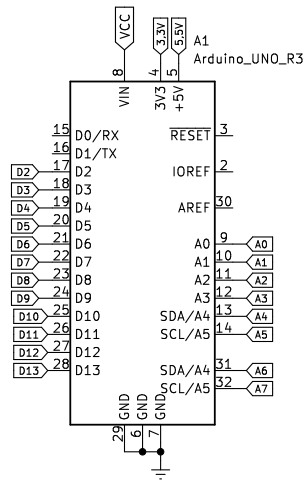 VCC
3,3V
5,5V
A1
Arduino_UNO_R3
8
4
5
VIN
3V3
+5V
15 D0/RX
RESET 3
16 D1/TX
D2 17 D2
IOREF 2
D3 18 D3
D4 19 D4
AREF 30
D5 20 D5
D6 21 D6
A0 9 A0
D7 22 D7
A1 10 A1
D8 23 D8
A2 11 A2
D9 24 D9
A3 12 A3
D10 25 D10
SDA/A4 13 A4
D11 26 D11
SCL/A5 14 A5
D12 27 D12
D13 28 D13
SDA/A4 31 A6
SCL/A5 32 A7
GND
GND
GND
29
6
7